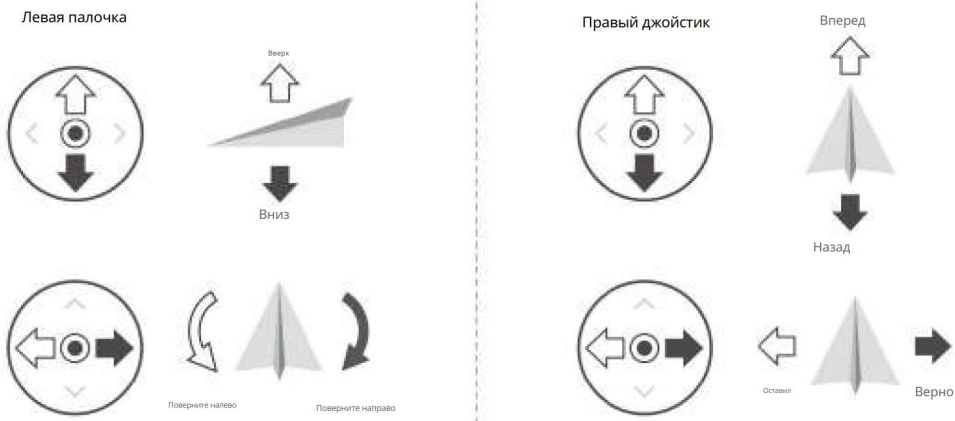 Левая палочка
Вверх
Вниз
Поверните налево
Поверните направо
Правый джойстик
Вперед
Назад
Оставил
Верно